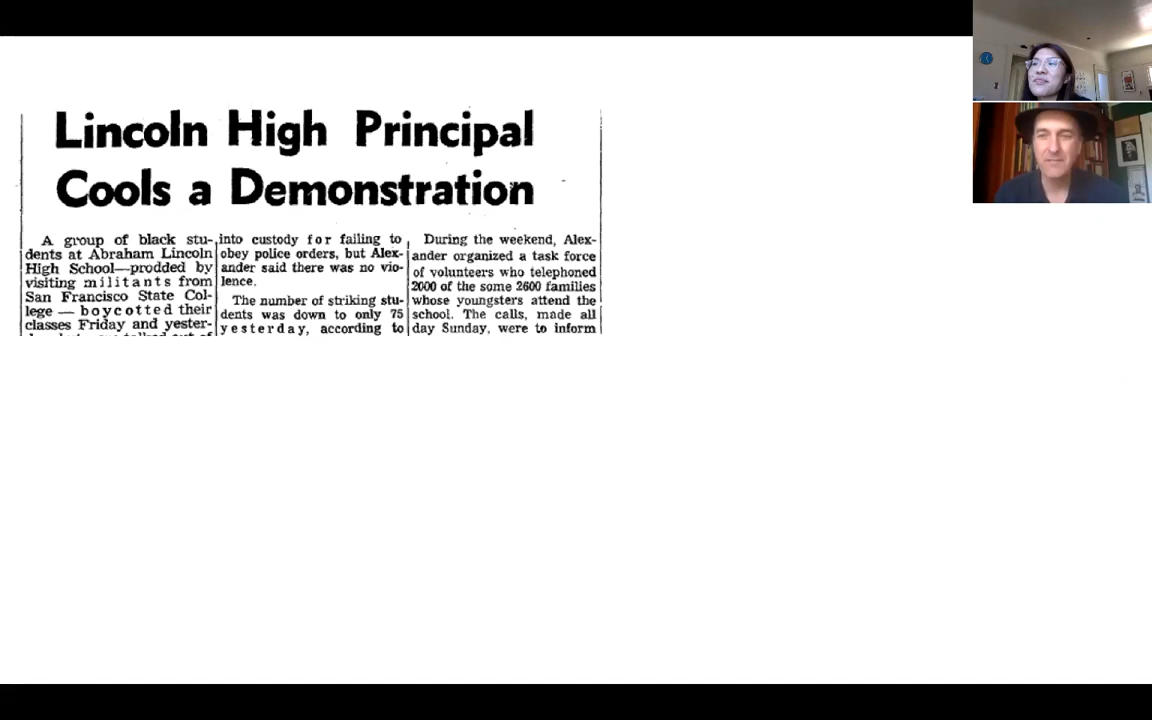 Lincoln High Principal
Cools a Demonstration
A group of black stu-
dents at Abraham Lincoln
High School—prodded by
visiting militants from
San Francisco State Col-
lege — boycotted their
classes Friday and yester-
into custody for failing to
obey police orders, but Alex-
ander said there was no vio-
lence.
The number of striking stu-
dents was down to only 75
yesterday, according to
During the weekend, Alex-
ander organized a task force
of volunteers who telephoned
2000 of the some 2600 families
whose youngsters attend the
school. The calls, made all
day Sunday, were to inform